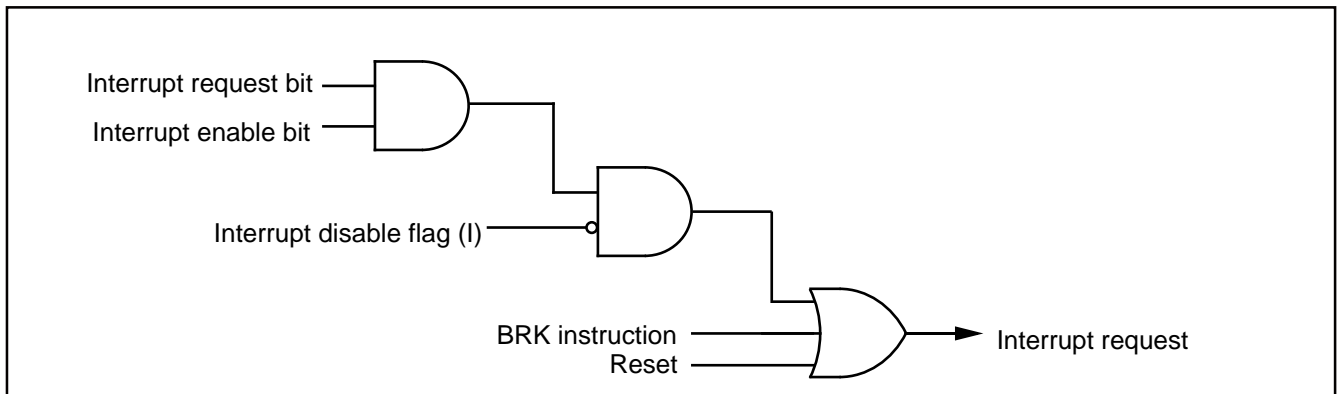 Interrupt request bit
Interrupt enable bit
Interrupt disable flag (I)
BRK instruction
Reset
Interrupt request